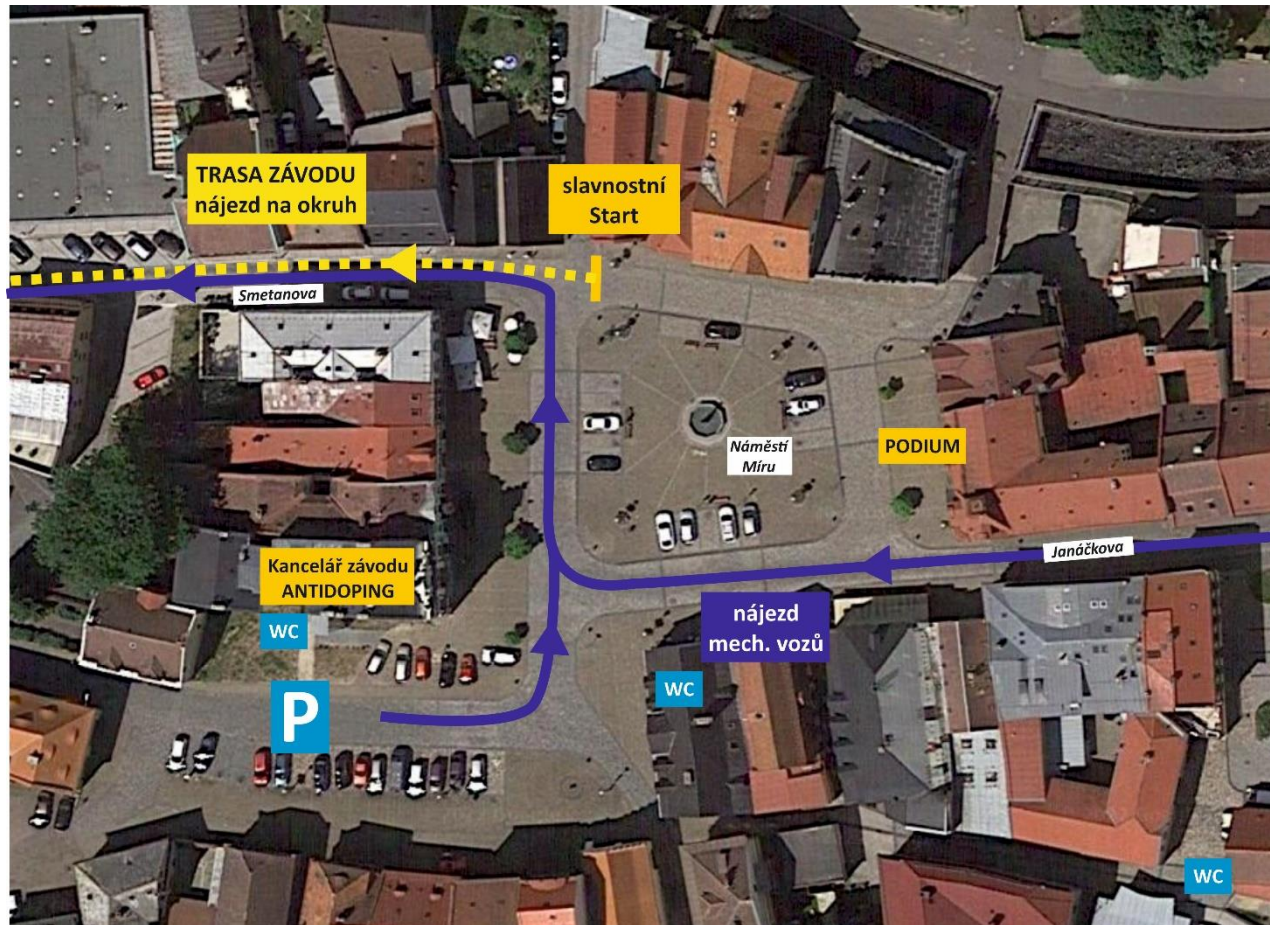 TRASA ZÁVODU
nájezd na okruh
slavnostní
Start
Smetanova
Náměstí
Míru
PODIUM
Janáčkova
Kancelář závodu
ANTIDOPING
WC
nájezd
mech. vozů
WC
P
WC